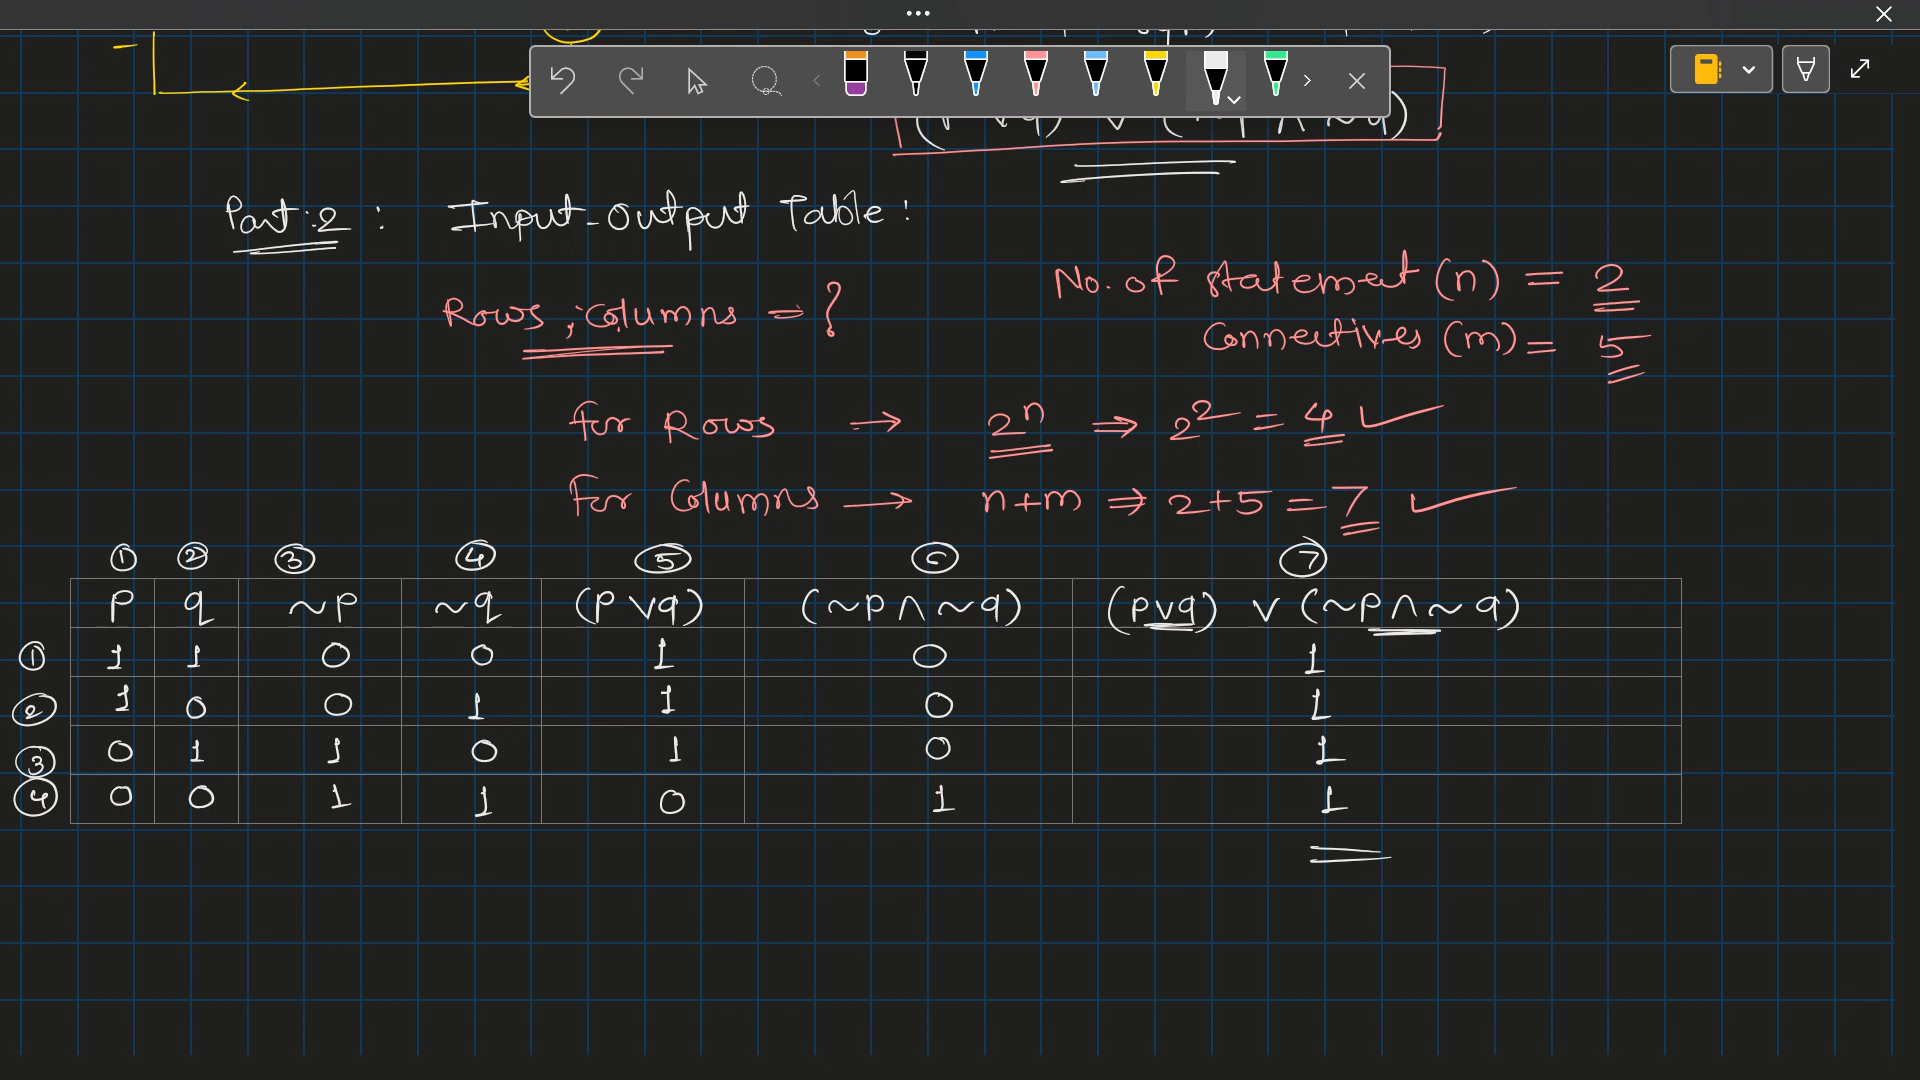 Part:2 : Input-Output Table:
Rows, columns = ?
No. of statement (n) = 2
Connectives (m) = 5
for Rows → 2^n ⇒ 2^2 = 4 ✓
for Columns → n+m ⇒ 2+5 = 7 ✓
① ② ③ ④ ⑤ ⑥ ⑦
p q ~p ~q (p∨q) (~p∧~q) (p∨q) ∨ (~p∧~q)
① 1 1 0 0 1 0 1
② 1 0 0 1 1 0 1
③ 0 1 1 0 1 0 1
④ 0 0 1 1 0 1 1